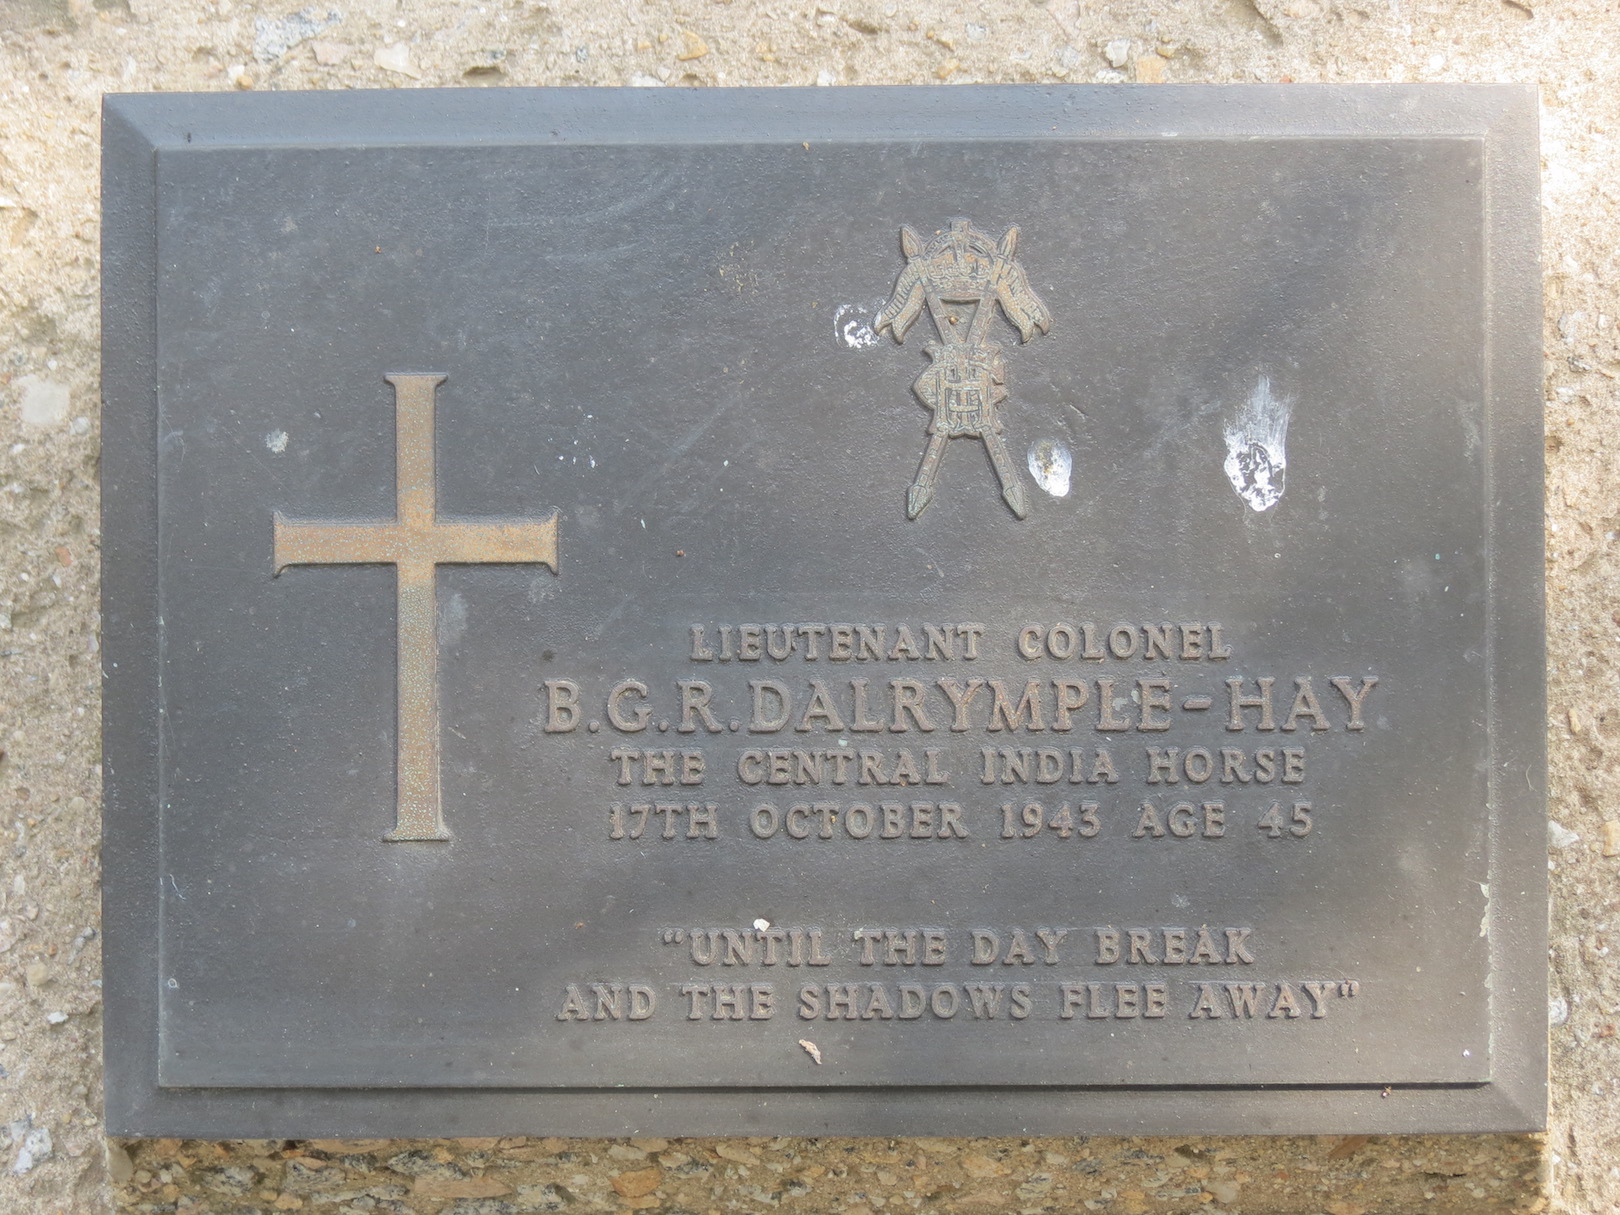 LIEUTENANT COLONEL
B.G.R. DALRYMPLE-HAY
THE CENTRAL INDIA HORSE
17TH OCTOBER 1943 AGE 45
"UNTIL THE DAY BREAK
AND THE SHADOWS FLEE AWAY"